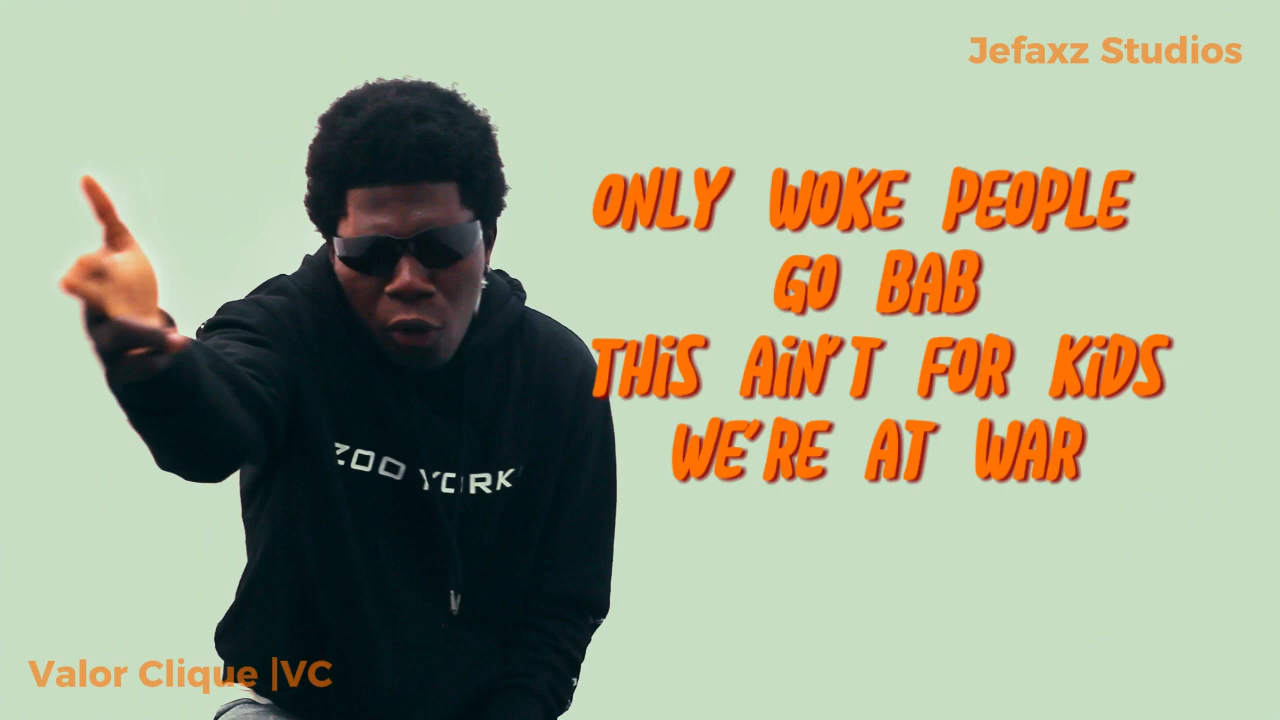 Jefaxz Studios
ONLY WOKE PEOPLE
GO BAB
THiS AiN'T FOR KiDS
WE'RE AT WAR
ZOO YORK
Valor Clique |VC